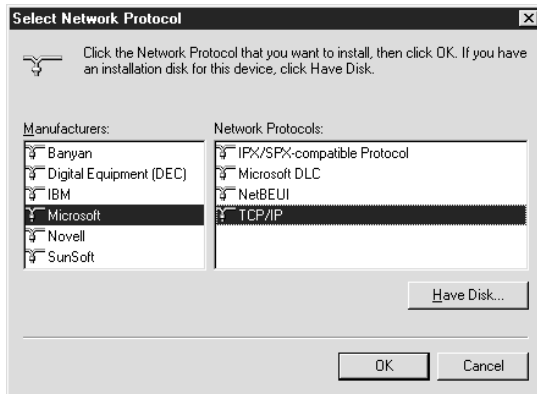 Select Network Protocol
Click the Network Protocol that you want to install, then click OK. If you have
an installation disk for this device, click Have Disk.
Manufacturers:
Banyan
Digital Equipment (DEC)
IBM
Microsoft
Novell
SunSoft
Network Protocols:
IPX/SPX-compatible Protocol
Microsoft DLC
NetBEUI
TCP/IP
Have Disk...
OK
Cancel